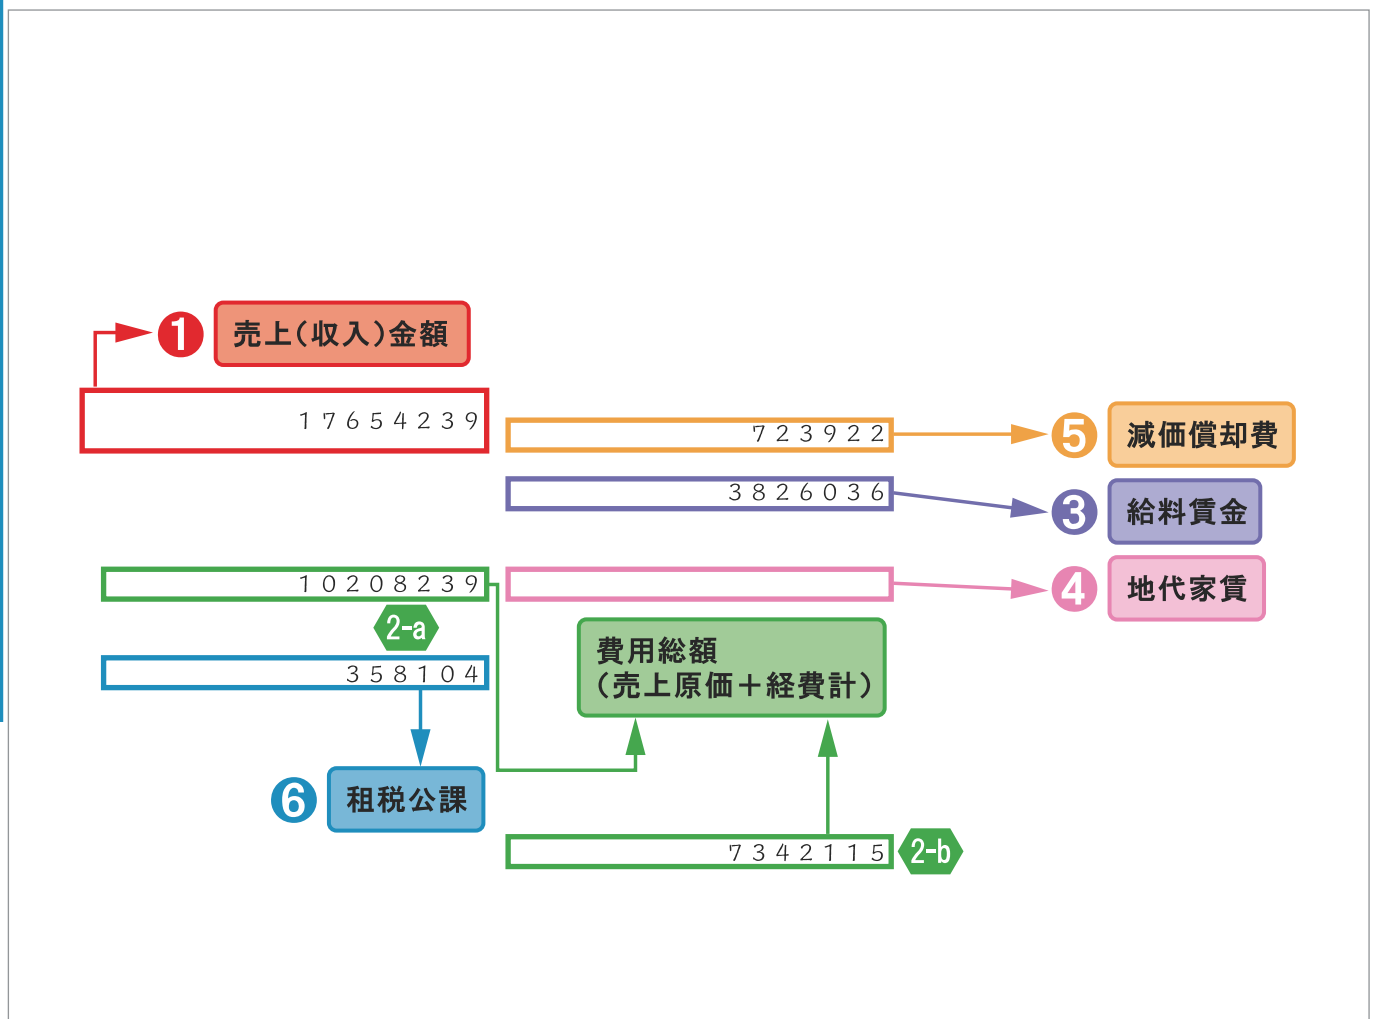 1 売上(収入)金額
17654239
723922
5 減価償却費
3826036
3 給料賃金
10208239
2-a
4 地代家賃
358104
費用総額
(売上原価+経費計)
6 租税公課
7342115
2-b